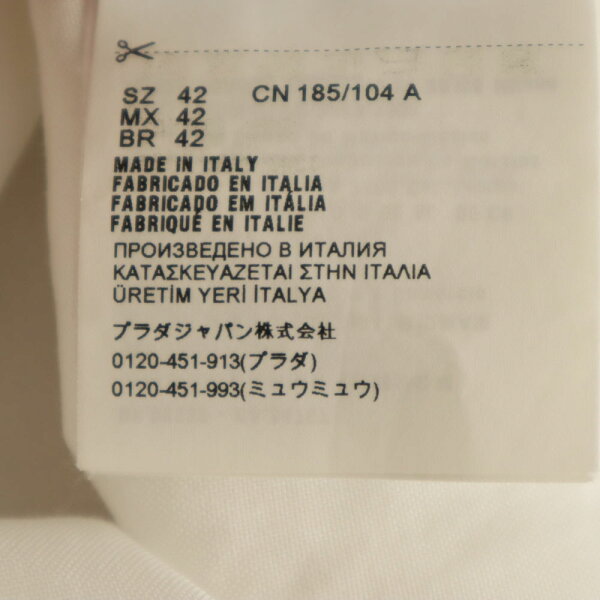 SZ 42 CN 185/104 A
MX 42
BR 42
MADE IN ITALY
FABRICADO EN ITALIA
FABRICADO EM ITÁLIA
FABRIQUÉ EN ITALIE
ПРОИЗВЕДЕНО В ИТАЛИЯ
ΚΑΤΑΣΚΕΥΑΖΕΤΑΙ ΣΤΗΝ ΙΤΑΛΙΑ
ÜRETİM YERİ İTALYA
プラダジャパン株式会社
0120-451-913(プラダ)
0120-451-993(ミュウミュウ)